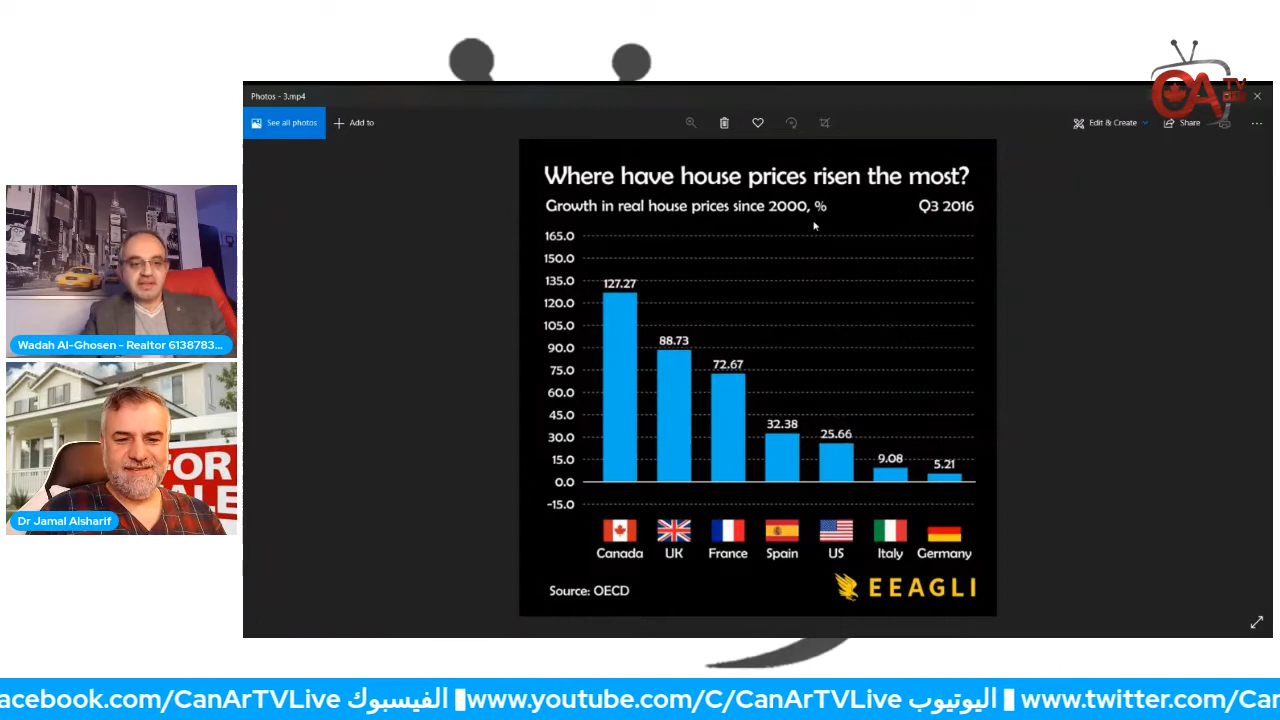 Photos - 3.mp4
See all photos
Add to
Edit & Create
Share
Where have house prices risen the most?
Growth in real house prices since 2000, %
Q3 2016
165.0
150.0
135.0
120.0
105.0
90.0
75.0
60.0
45.0
30.0
15.0
0.0
-15.0
127.27
88.73
72.67
32.38
25.66
9.08
5.21
Canada
UK
France
Spain
US
Italy
Germany
Source: OECD
EEAGLI
Wadah Al-Ghosen - Realtor 6138783...
FOR
Dr Jamal Alsharif
acebook.com/CanArTVLive الفيسبوك www.youtube.com/C/CanArTVLive اليوتيوب www.twitter.com/Car